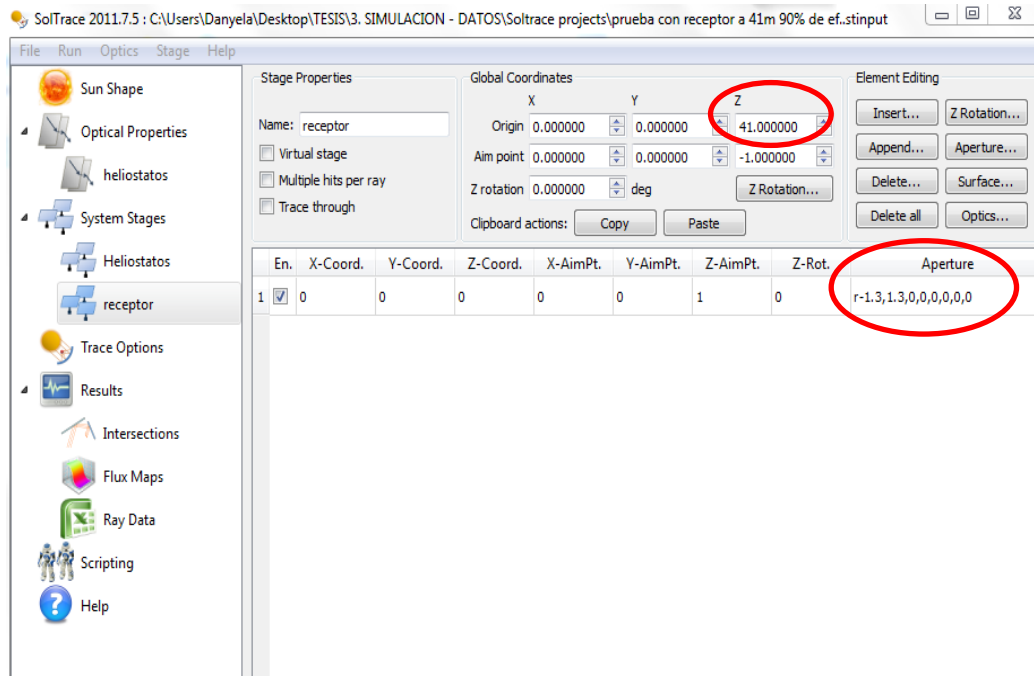 SolTrace 2011.7.5 : C:\Users\Danyela\Desktop\TESIS\3. SIMULACION - DATOS\Soltrace projects\prueba con receptor a 41m 90% de ef..stinput
File Run Optics Stage Help
Sun Shape
Optical Properties
heliostatos
System Stages
Heliostatos
receptor
Trace Options
Results
Intersections
Flux Maps
Ray Data
Scripting
Help
Stage Properties
Name: receptor
Virtual stage
Multiple hits per ray
Trace through
Global Coordinates
X Y Z
Origin 0.000000 0.000000 41.000000
Aim point 0.000000 0.000000 -1.000000
Z rotation 0.000000 deg Z Rotation...
Clipboard actions: Copy Paste
Element Editing
Insert... Z Rotation...
Append... Aperture...
Delete... Surface...
Delete all Optics...
En. X-Coord. Y-Coord. Z-Coord. X-AimPt. Y-AimPt. Z-AimPt. Z-Rot. Aperture
1 0 0 0 0 0 1 0 r-1.3,1.3,0,0,0,0,0,0